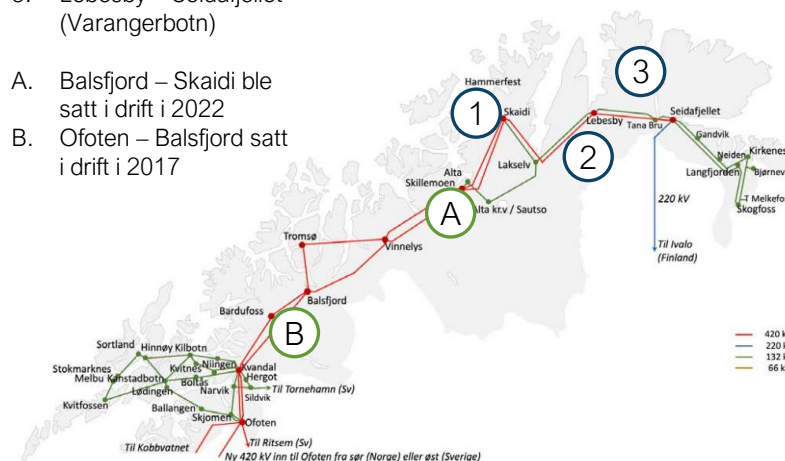 Lebesby – Seidafjellet
(Varangerbotn)
A. Balsfjord – Skaidi ble
satt i drift i 2022
B. Ofoten – Balsfjord satt
i drift i 2017
3
Hammerfest
1
Skaidi
Lebesby
Seidafjellet
Tana Bru
2
Gandvik
Neiden
Kirkenes
Langfjorden
Bjørnev
T Melkefo
Skogfoss
Lakselv
Alta
Skillemoen
A
Alta kr.v / Sautso
220 kV
Til Ivalo
(Finland)
Tromsø
Vinnelys
Balsfjord
Bardufoss
B
Sortland
Hinnøy
Kilbotn
Stokmarknes
Kvitnes
Niingen
Kvandal
Melbu
Kanstadbotn
Boltås
Hergot
Lødingen
Narvik
Sildvik
Til Tornehamn (Sv)
Kvitfossen
Ballangen
Skjomen
Ofoten
Til Kobbvatnet
Til Ritsem (Sv)
Ny 420 kV inn til Ofoten fra sør (Norge) eller øst (Sverige)
420 k
220 k
132 k
66 k